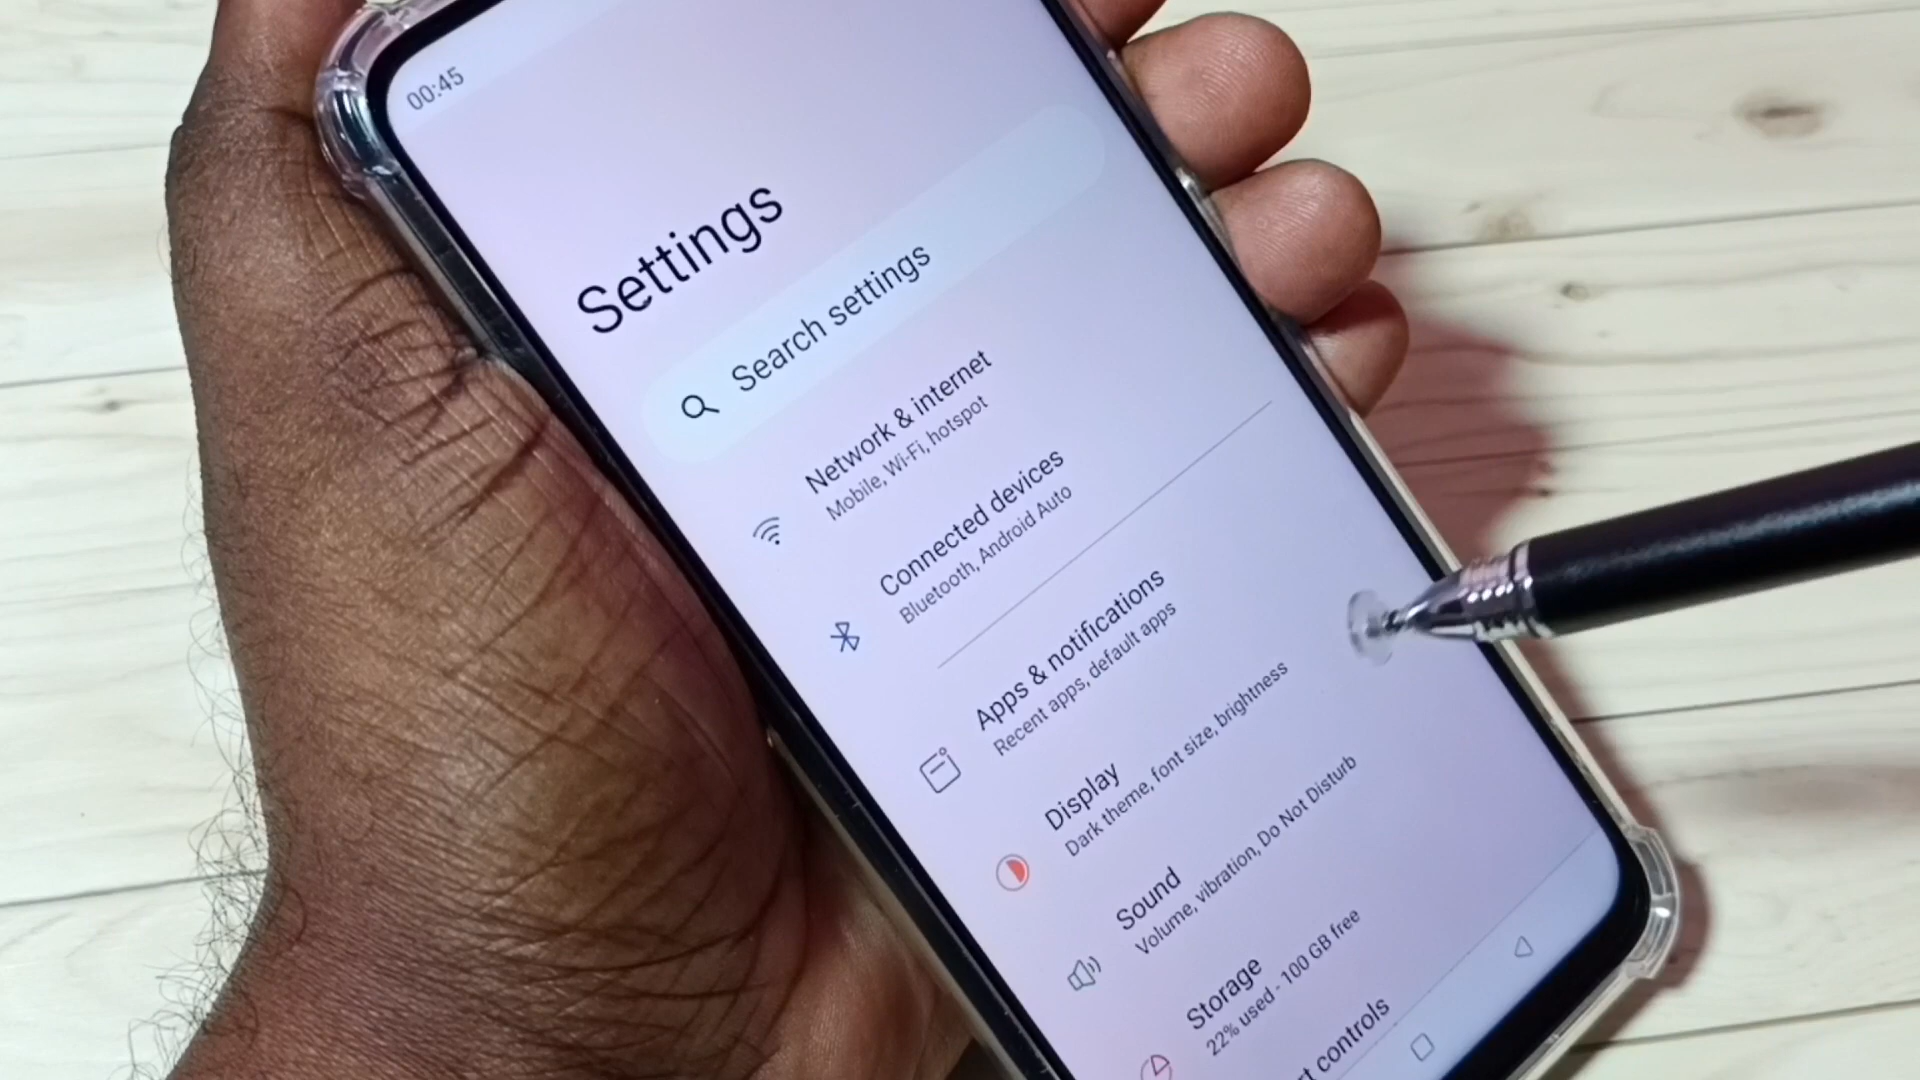 00:45
Settings
Search settings
Network & internet
Mobile, Wi-Fi, hotspot
Connected devices
Bluetooth, Android Auto
Apps & notifications
Recent apps, default apps
Display
Dark theme, font size, brightness
Sound
Volume, vibration, Do Not Disturb
Storage
22% used - 100 GB free
controls